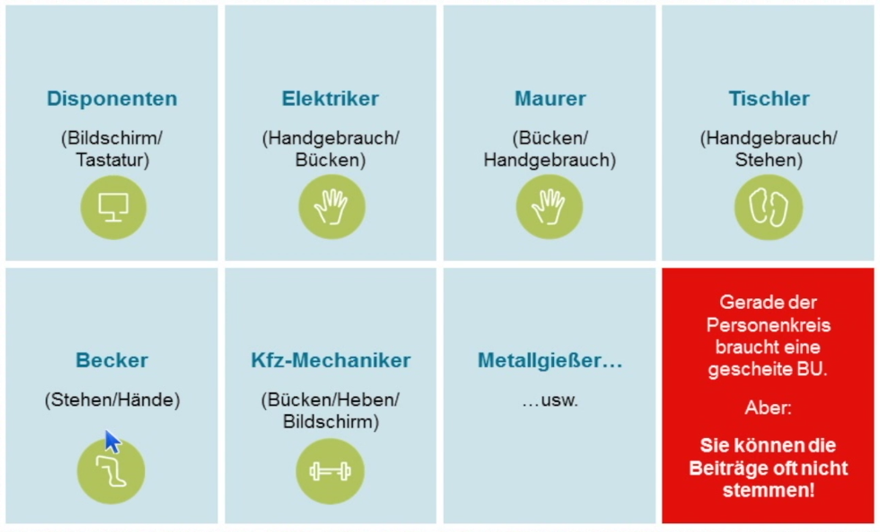 Disponenten
(Bildschirm/
Tastatur)
Elektriker
(Handgebrauch/
Bücken)
Maurer
(Bücken/
Handgebrauch)
Tischler
(Handgebrauch/
Stehen)
Becker
(Stehen/Hände)
Kfz-Mechaniker
(Bücken/Heben/
Bildschirm)
Metallgießer…
…usw.
Gerade der
Personenkreis
braucht eine
gescheite BU.
Aber:
Sie können die
Beiträge oft nicht
stemmen!